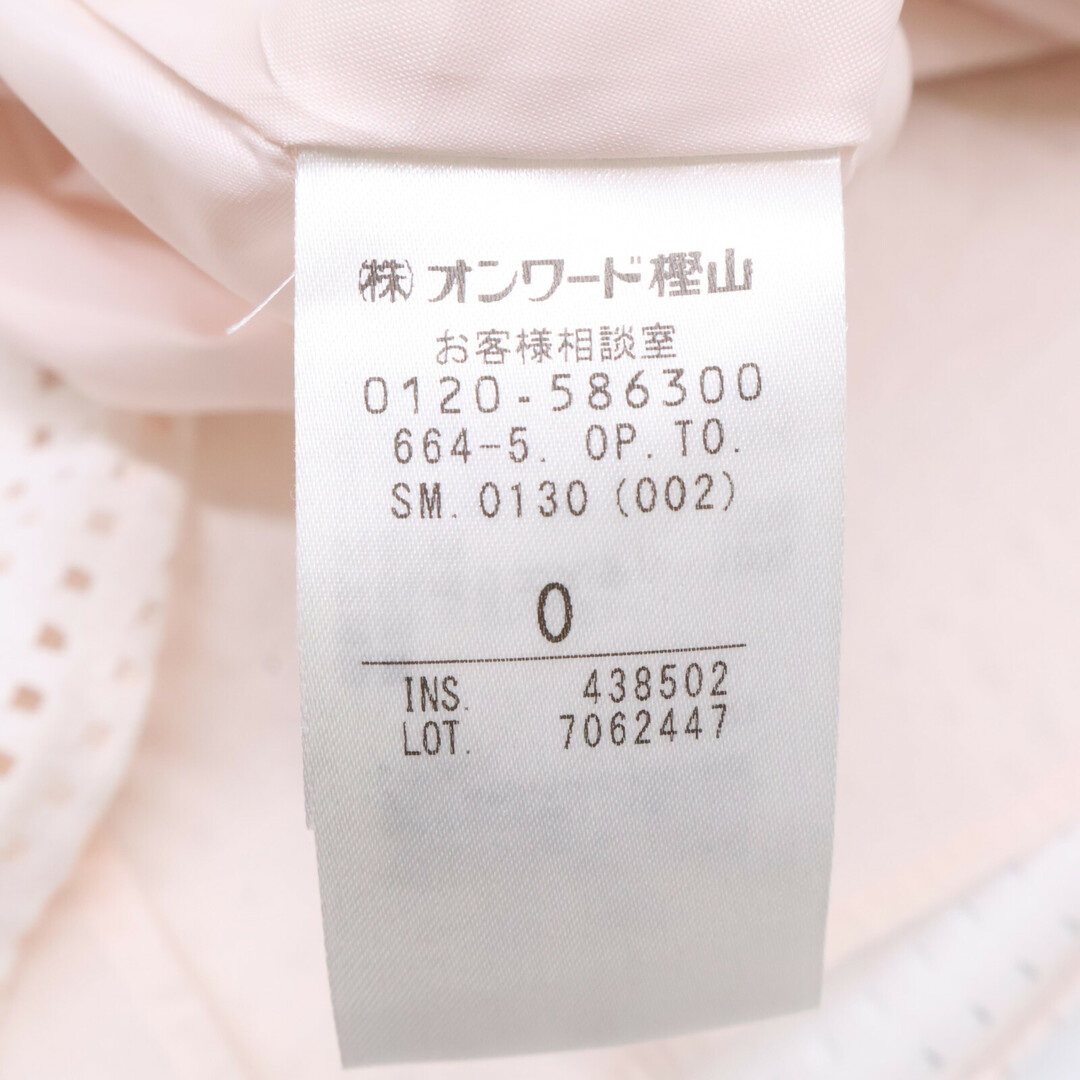 ㈱オンワード樫山
お客様相談室
0120-586300
664-5. OP. TO.
SM. 0130 (002)
0
INS. 438502
LOT. 7062447